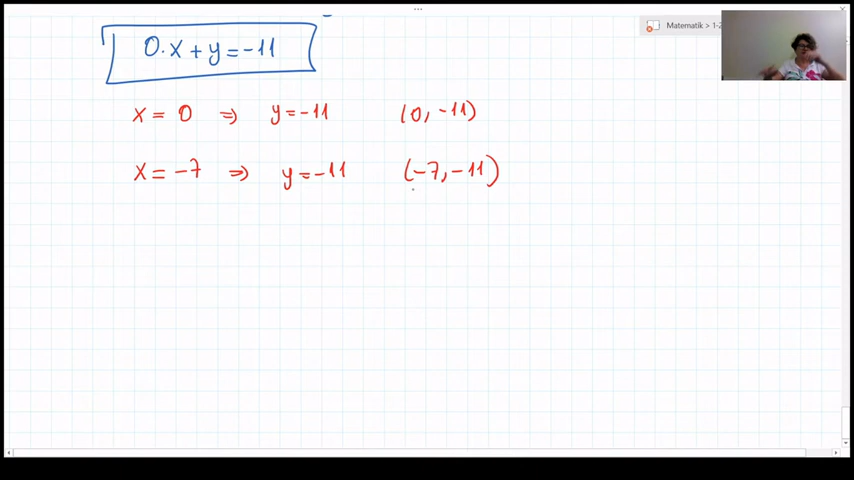 Matematik > 1-2
0·x + y = -11
x = 0 ⇒ y = -11 (0, -11)
x = -7 ⇒ y = -11 (-7, -11)